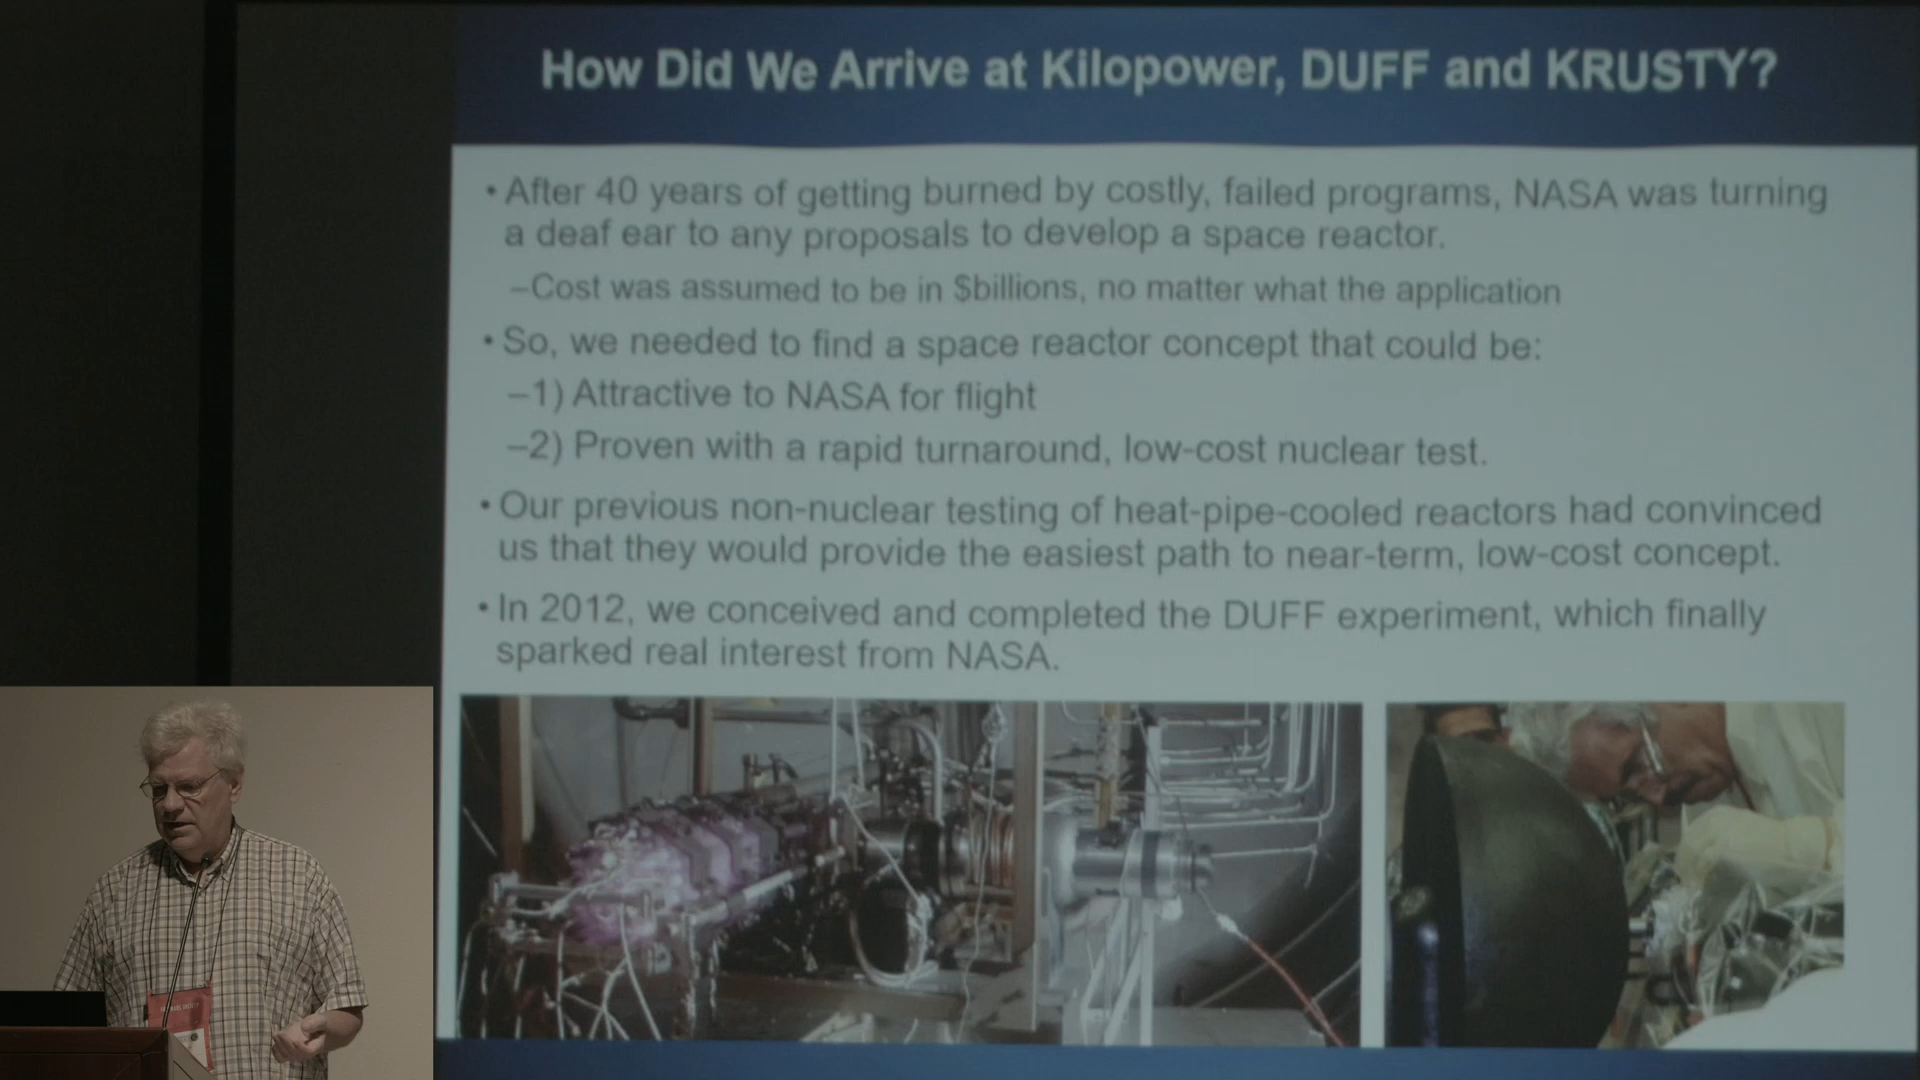 How Did We Arrive at Kilopower, DUFF and KRUSTY?
• After 40 years of getting burned by costly, failed programs, NASA was turning
a deaf ear to any proposals to develop a space reactor.
–Cost was assumed to be in $billions, no matter what the application
• So, we needed to find a space reactor concept that could be:
–1) Attractive to NASA for flight
–2) Proven with a rapid turnaround, low-cost nuclear test.
• Our previous non-nuclear testing of heat-pipe-cooled reactors had convinced
us that they would provide the easiest path to near-term, low-cost concept.
• In 2012, we conceived and completed the DUFF experiment, which finally
sparked real interest from NASA.